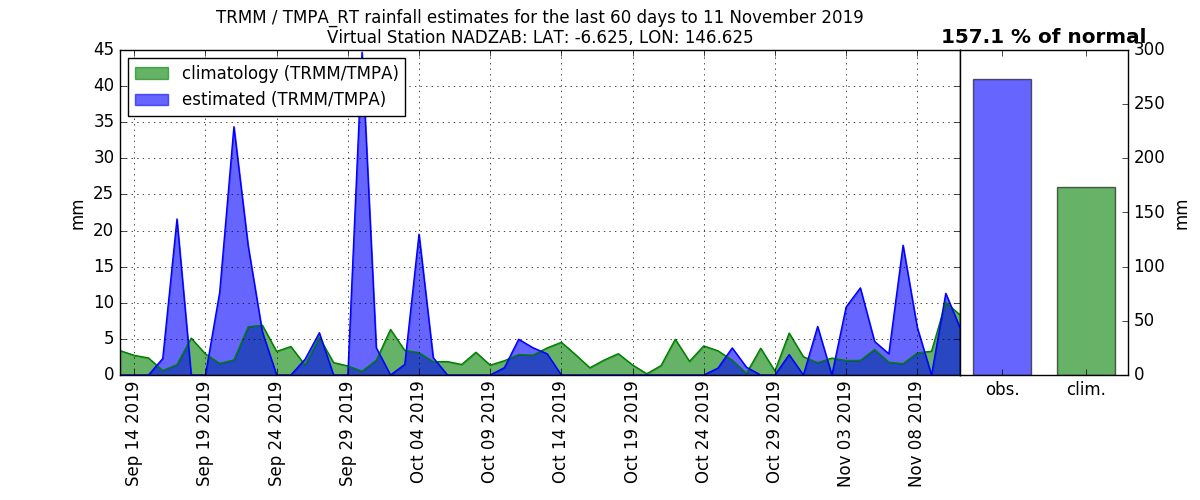 TRMM / TMPA_RT rainfall estimates for the last 60 days to 11 November 2019
Virtual Station NADZAB: LAT: -6.625, LON: 146.625
157.1 % of normal
climatology (TRMM/TMPA)
estimated (TRMM/TMPA)
45
40
35
30
25
20
15
10
5
0
mm
300
250
200
150
100
50
0
mm
Sep 14 2019
Sep 19 2019
Sep 24 2019
Sep 29 2019
Oct 04 2019
Oct 09 2019
Oct 14 2019
Oct 19 2019
Oct 24 2019
Oct 29 2019
Nov 03 2019
Nov 08 2019
obs.
clim.